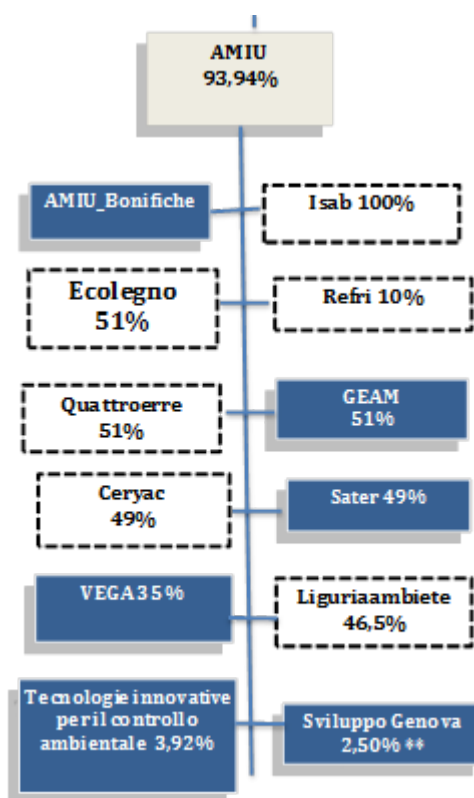 AMIU
93,94%
AMIU_Bonifiche
Isab 100%
Ecolegno
51%
Refri 10%
Quattroerre
51%
GEAM
51%
Ceryac
49%
Sater 49%
VEGA 35%
Liguriaambiete
46,5%
Tecnologie innovative
per il controllo
ambientale 3,92%
Sviluppo Genova
2,50% **